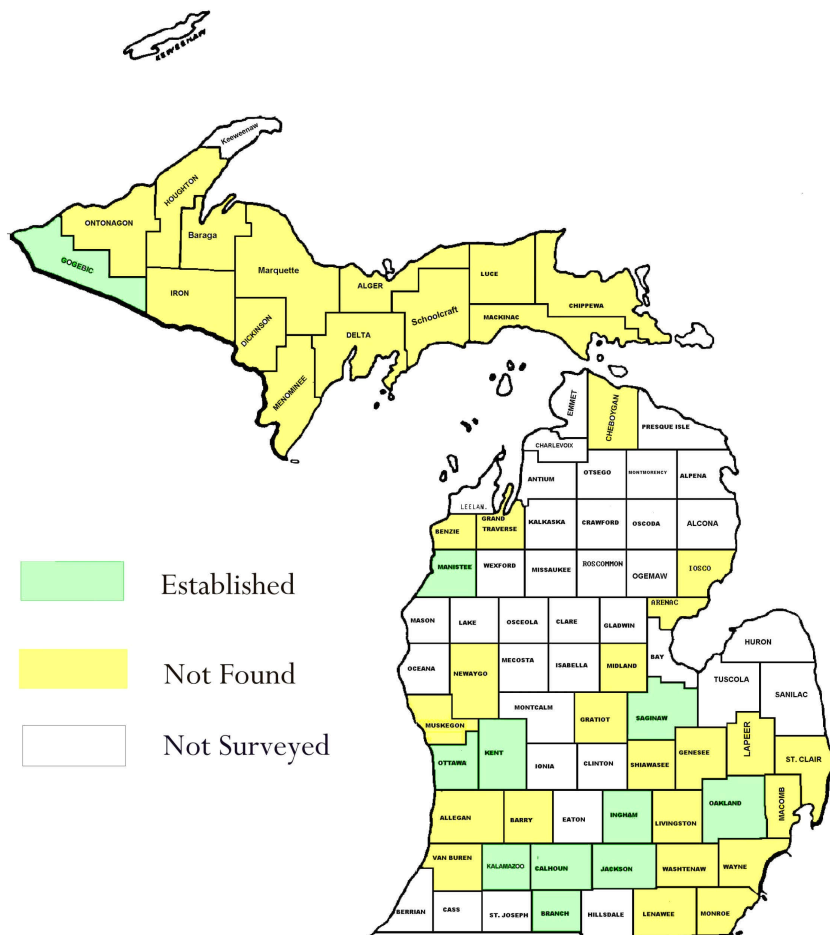 KEWEENAW
Keeweenaw
HOUGHTON
ONTONAGON
Baraga
GOGEBIC
Marquette
LUCE
ALGER
IRON
CHIPPEWA
Schoolcraft
MACKINAC
DICKINSON
DELTA
MENOMINEE
EMMET
CHEBOYGAN
PRESQUE ISLE
CHARLEVOIX
ANTIUM
OTSEGO
MONTMORENCY
ALPENA
LEELAN.
GRAND
TRAVERSE
BENZIE
KALKASKA
CRAWFORD
OSCODA
ALCONA
MANISTEE
WEXFORD
MISSAUKEE
ROSCOMMON
OGEMAW
IOSCO
ARENAC
Established
MASON
LAKE
OSCEOLA
CLARE
GLADWIN
HURON
OCEANA
NEWAYGO
MECOSTA
ISABELLA
MIDLAND
BAY
TUSCOLA
SANILAC
Not Found
MONTCALM
MUSKEGON
GRATIOT
SAGINAW
LAPEER
Not Surveyed
OTTAWA
KENT
IONIA
CLINTON
SHIAWASEE
GENESEE
ST. CLAIR
ALLEGAN
BARRY
EATON
INGHAM
LIVINGSTON
OAKLAND
MACOMB
VAN BUREN
KALAMAZOO
CALHOUN
JACKSON
WASHTENAW
WAYNE
BERRIAN
CASS
ST. JOSEPH
BRANCH
HILLSDALE
LENAWEE
MONROE